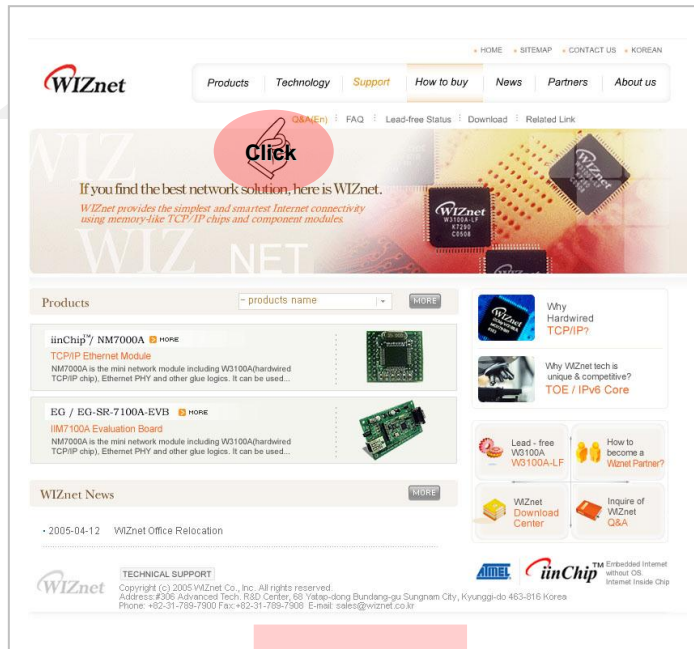 HOME SITEMAP CONTACT US KOREAN
WIZnet
Products Technology Support How to buy News Partners About us
Q&A(En) FAQ Lead-free Status Download Related Link
Click
WIZ
If you find the best network solution, here is WIZnet.
WIZnet provides the simplest and smartest Internet connectivity
using memory-like TCP/IP chips and component modules.
WIZ NET
WIZnet
W3100A-LF
K7290
C0508
Products
~ products name
MORE
iinChip™/ NM7000A MORE
TCP/IP Ethernet Module
NM7000A is the mini network module including W3100A(hardwired
TCP/IP chip), Ethernet PHY and other glue logics. It can be used...
EG / EG-SR-7100A-EVB MORE
IIM7100A Evaluation Board
NM7000A is the mini network module including W3100A(hardwired
TCP/IP chip), Ethernet PHY and other glue logics. It can be used...
Why
Hardwired
TCP/IP?
Why WIZnet tech is
unique & competitive?
TOE / IPv6 Core
Lead - free
W3100A
W3100A-LF
How to
become a
Wiznet Partner?
WIZnet
Download
Center
Inquire of
WIZnet
Q&A
WIZnet News
MORE
2005-04-12 WIZnet Office Relocation
WIZnet
TECHNICAL SUPPORT
Copyright (c) 2005 WIZnet Co., Inc. All rights reserved.
Address:#306 Advanced Tech. R&D Center, 68 Yatap-dong Bundang-gu Sungnam City, Kyunggi-do 463-816 Korea
Phone: +82-31-789-7900 Fax:+82-31-789-7908 E-mail: sales@wiznet.co.kr
ATMEL
iinChip™
Embedded Internet
without OS.
Internet Inside Chip